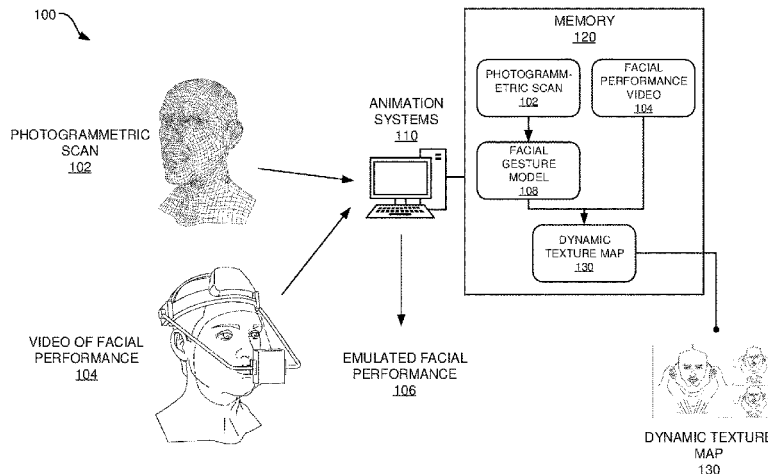 100
PHOTOGRAMMETRIC
SCAN
102
VIDEO OF FACIAL
PERFORMANCE
104
ANIMATION
SYSTEMS
110
EMULATED FACIAL
PERFORMANCE
106
MEMORY
120
PHOTOGRAMM-
ETRIC SCAN
102
FACIAL
PERFORMANCE
VIDEO 104
FACIAL
GESTURE
MODEL
108
DYNAMIC
TEXTURE MAP
130
DYNAMIC TEXTURE
MAP
130